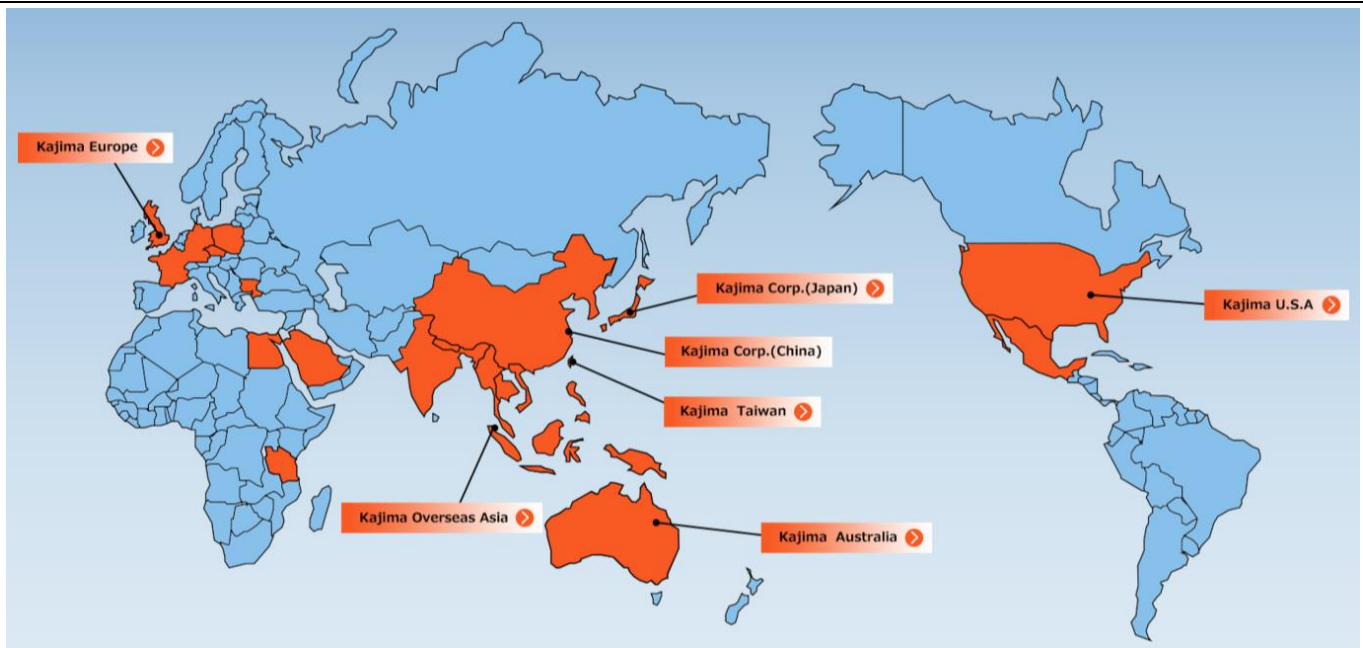 Kajima Europe
Kajima Corp.(Japan)
Kajima U.S.A
Kajima Corp.(China)
Kajima Taiwan
Kajima Overseas Asia
Kajima Australia